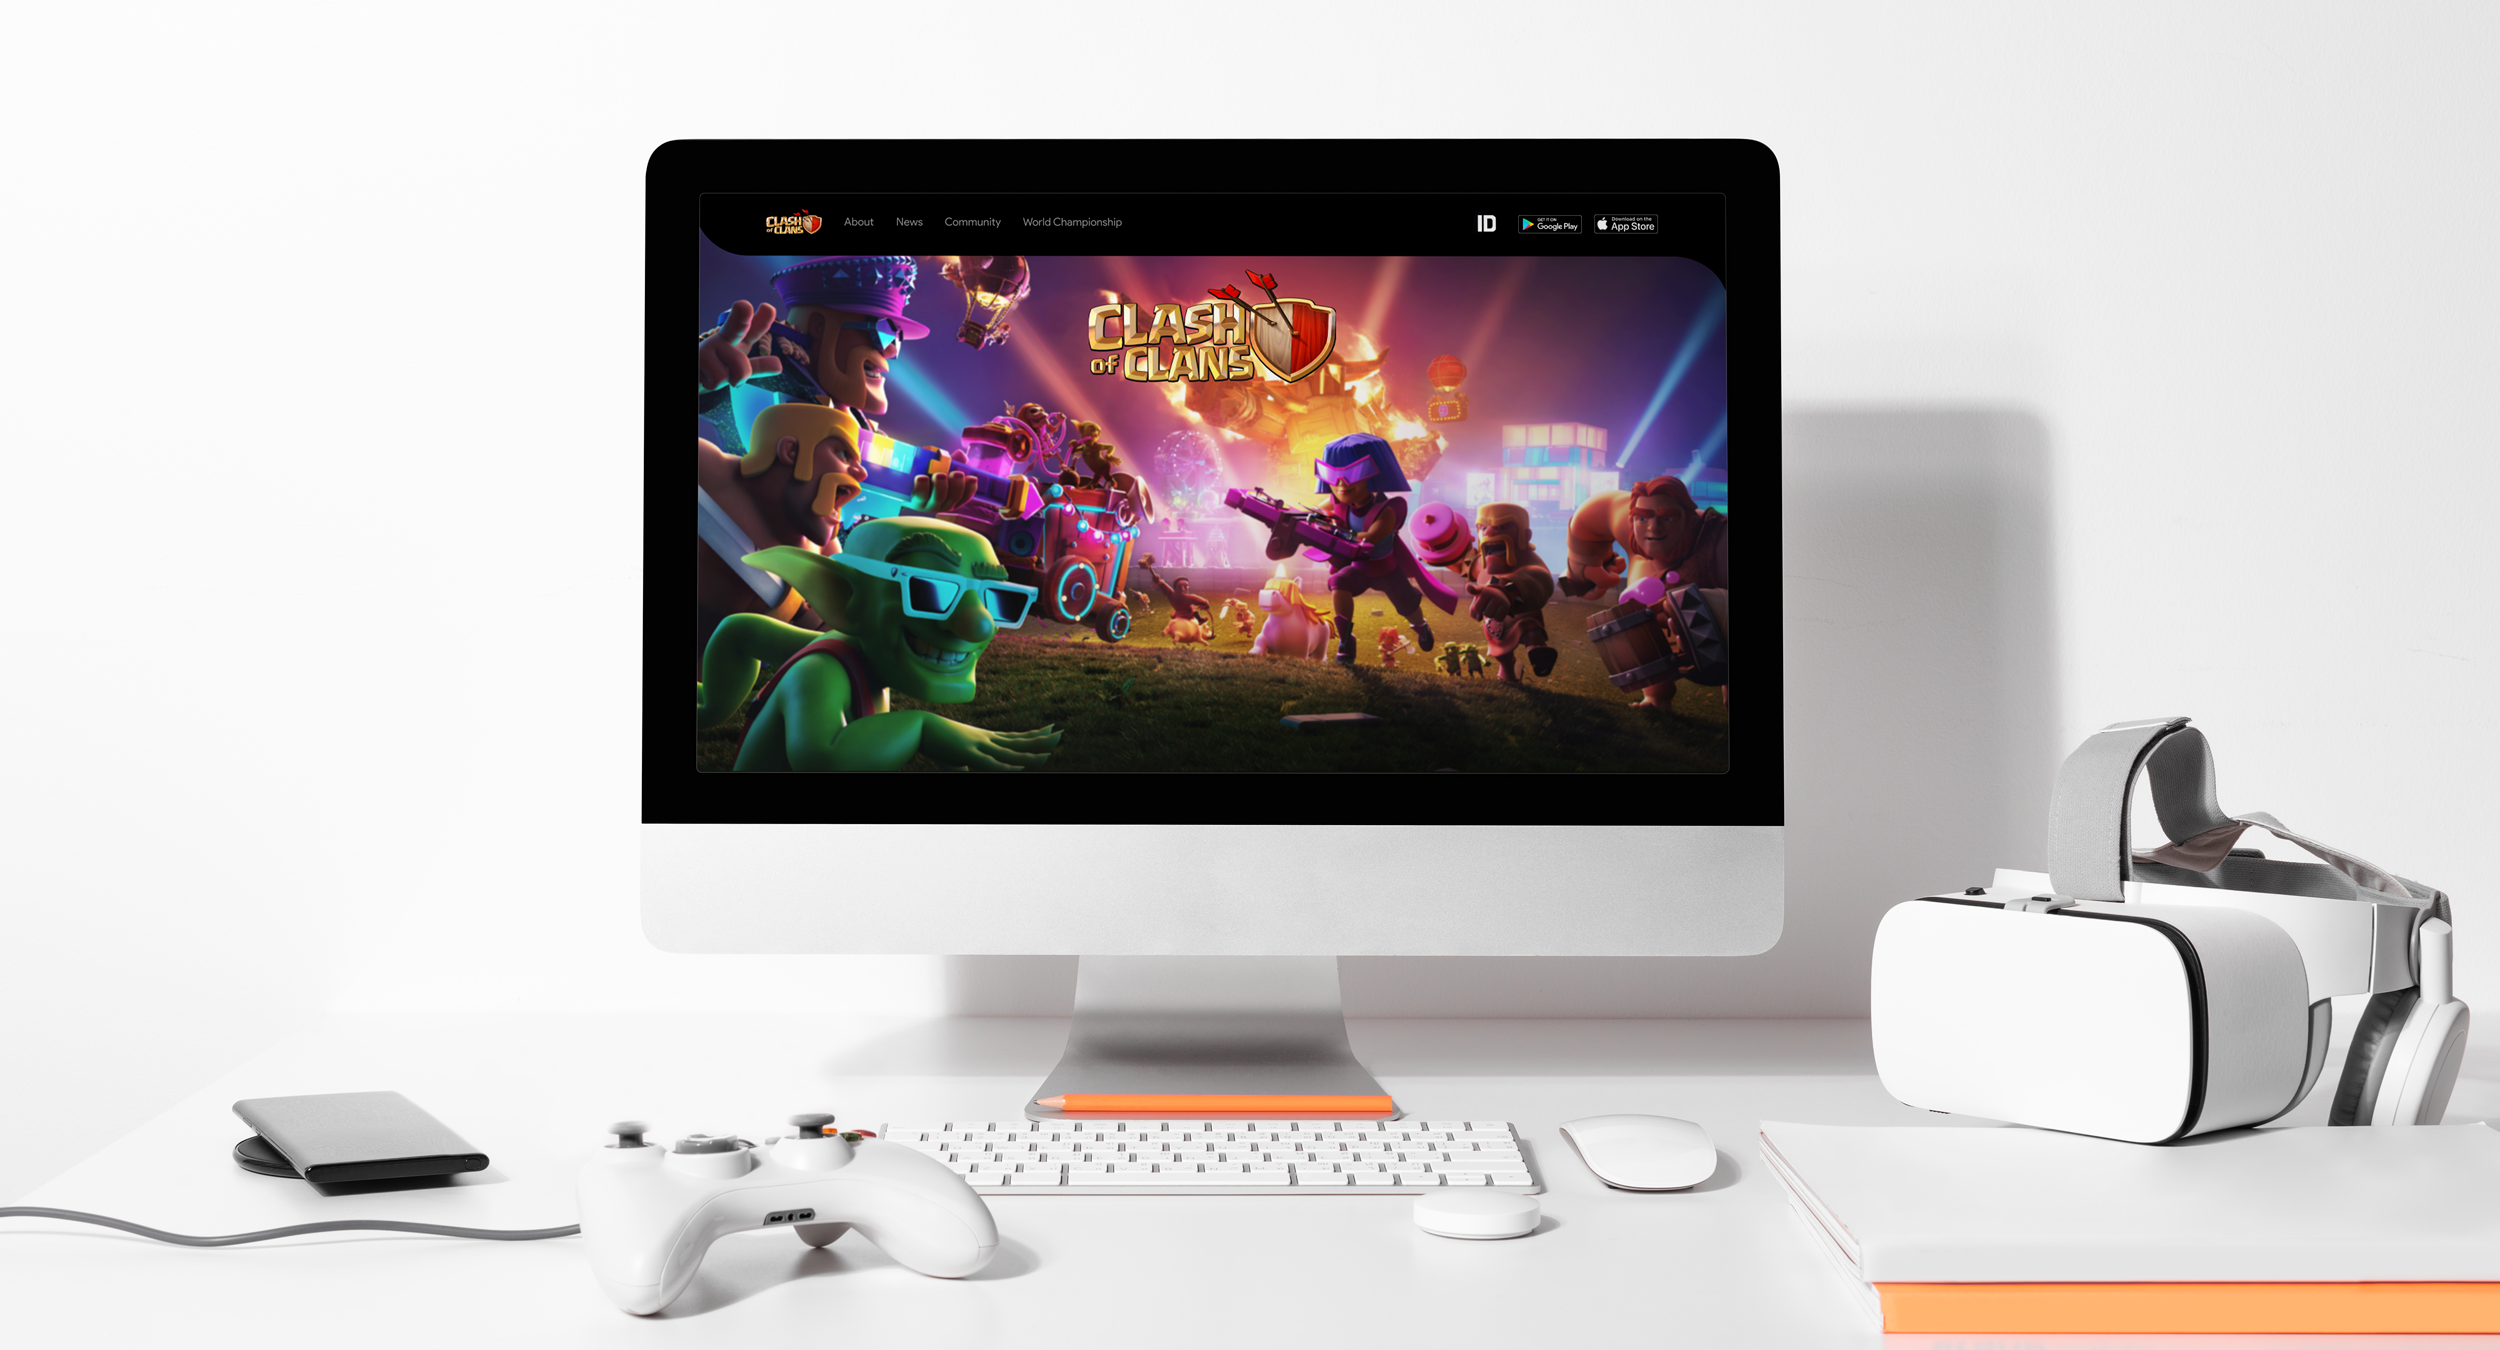 CLASH
of CLANS
About
News
Community
World Championship
ID
GET IT ON
Google Play
Download on the
App Store
CLASH
of CLANS